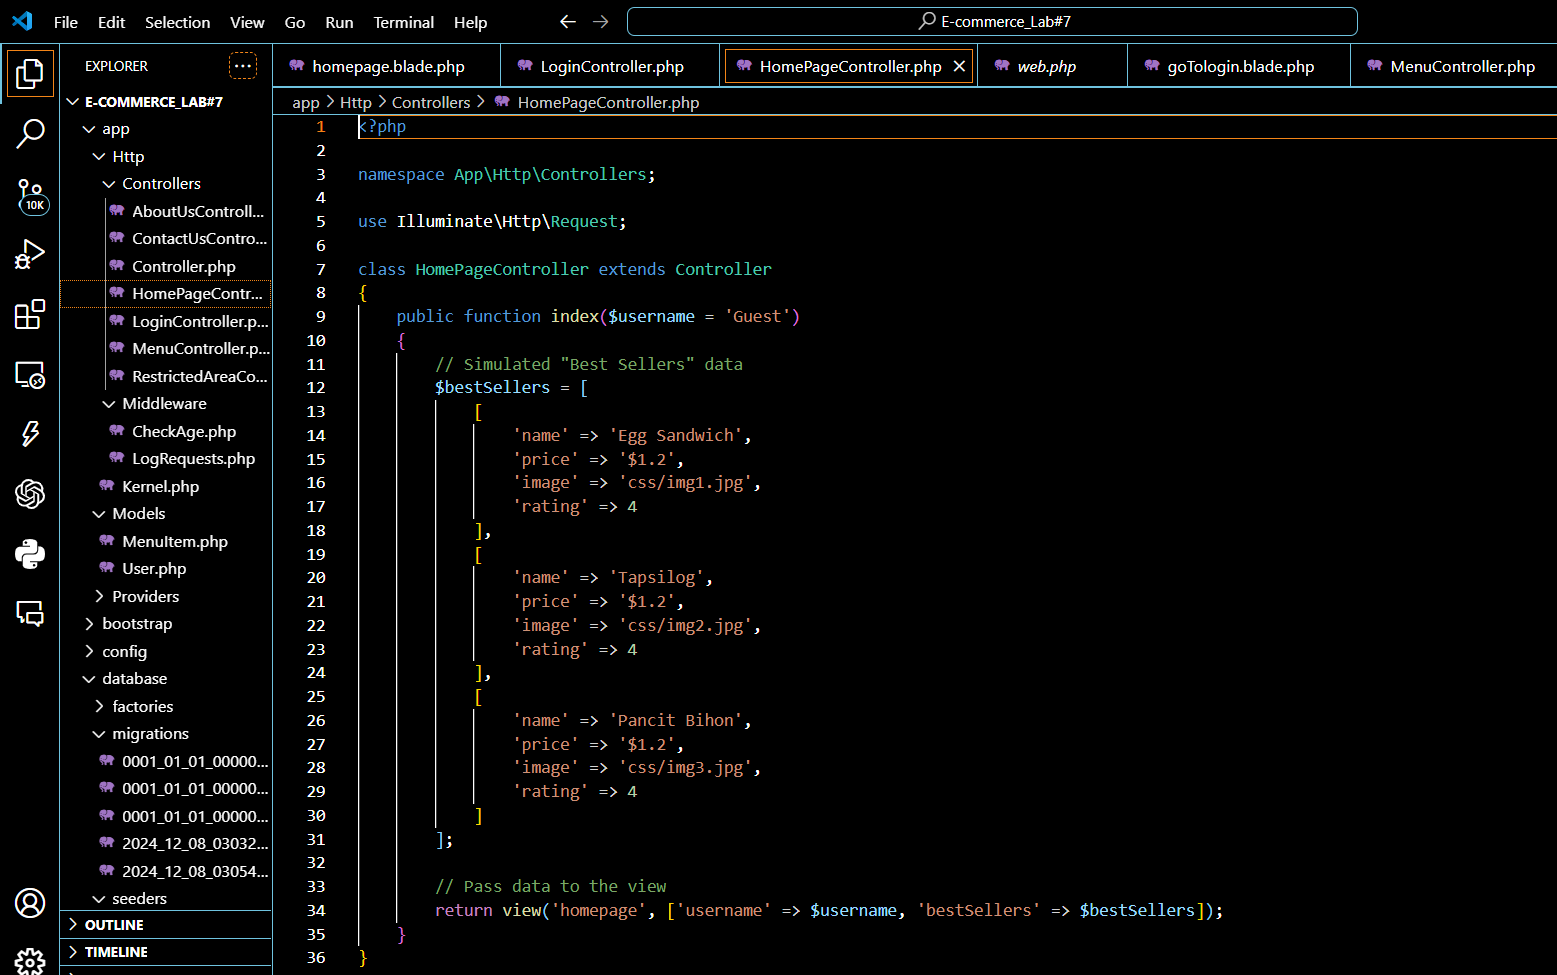 File Edit Selection View Go Run Terminal Help
E-commerce_Lab#7
EXPLORER
E-COMMERCE_LAB#7
app
Http
Controllers
AboutUsControll...
ContactUsContro...
Controller.php
HomePageContr...
LoginController.p...
MenuController.p...
RestrictedAreaCo...
Middleware
CheckAge.php
LogRequests.php
Kernel.php
Models
MenuItem.php
User.php
Providers
bootstrap
config
database
factories
migrations
0001_01_01_00000...
0001_01_01_00000...
0001_01_01_00000...
2024_12_08_03032...
2024_12_08_03054...
seeders
OUTLINE
TIMELINE
10K
homepage.blade.php LoginController.php HomePageController.php web.php goTologin.blade.php MenuController.php
app > Http > Controllers > HomePageController.php
1 <?php
2
3 namespace App\Http\Controllers;
4
5 use Illuminate\Http\Request;
6
7 class HomePageController extends Controller
8 {
9 public function index($username = 'Guest')
10 {
11 // Simulated "Best Sellers" data
12 $bestSellers = [
13 [
14 'name' => 'Egg Sandwich',
15 'price' => '$1.2',
16 'image' => 'css/img1.jpg',
17 'rating' => 4
18 ],
19 [
20 'name' => 'Tapsilog',
21 'price' => '$1.2',
22 'image' => 'css/img2.jpg',
23 'rating' => 4
24 ],
25 [
26 'name' => 'Pancit Bihon',
27 'price' => '$1.2',
28 'image' => 'css/img3.jpg',
29 'rating' => 4
30 ]
31 ];
32
33 // Pass data to the view
34 return view('homepage', ['username' => $username, 'bestSellers' => $bestSellers]);
35 }
36 }